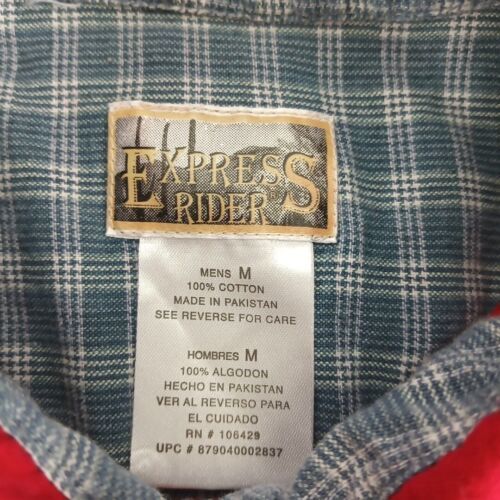 EXPRESS
RIDER
MENS M
100% COTTON
MADE IN PAKISTAN
SEE REVERSE FOR CARE
HOMBRES M
100% ALGODON
HECHO EN PAKISTAN
VER AL REVERSO PARA
EL CUIDADO
RN # 106429
UPC # 879040002837